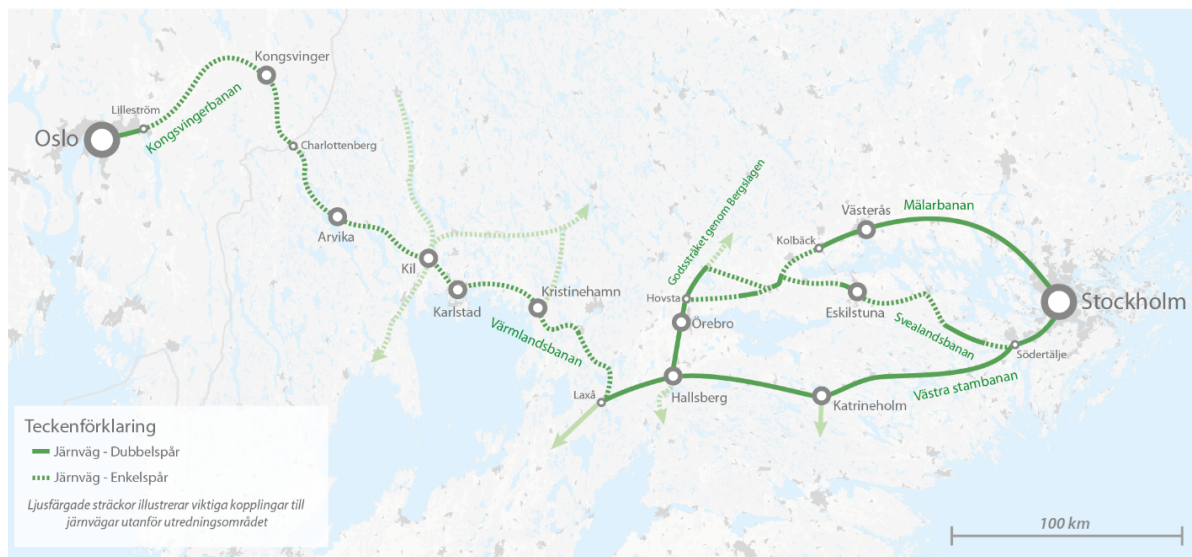 Kongsvinger
Lilleström
Oslo
Kongsvingerbanan
Charlottenberg
Arvika
Kil
Karlstad
Kristinehamn
Värmlandsbanan
Laxå
Godsstråket genom Bergslagen
Hovsta
Örebro
Hallsberg
Kolbäck
Västerås
Mälarbanan
Eskilstuna
Svealandsbanan
Stockholm
Södertälje
Västra stambanan
Katrineholm
Teckenförklaring
Järnväg - Dubbelspår
Järnväg - Enkelspår
Ljusfärgade sträckor illustrerar viktiga kopplingar till
järnvägar utanför utredningsområdet
100 km